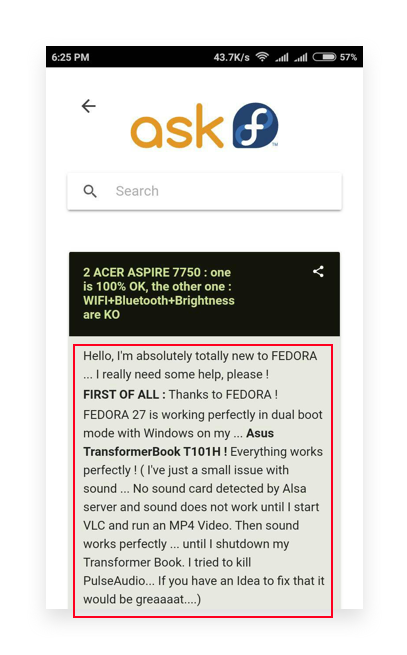 6:25 PM 43.7K/s 57%
ask f ™
Search
2 ACER ASPIRE 7750 : one
is 100% OK, the other one :
WIFI+Bluetooth+Brightness
are KO
Hello, I'm absolutely totally new to FEDORA
... I really need some help, please !
FIRST OF ALL : Thanks to FEDORA !
FEDORA 27 is working perfectly in dual boot
mode with Windows on my ... Asus
TransformerBook T101H ! Everything works
perfectly ! ( I've just a small issue with
sound ... No sound card detected by Alsa
server and sound does not work until I start
VLC and run an MP4 Video. Then sound
works perfectly ... until I shutdown my
Transformer Book. I tried to kill
PulseAudio... If you have an Idea to fix that it
would be greaaaat....)